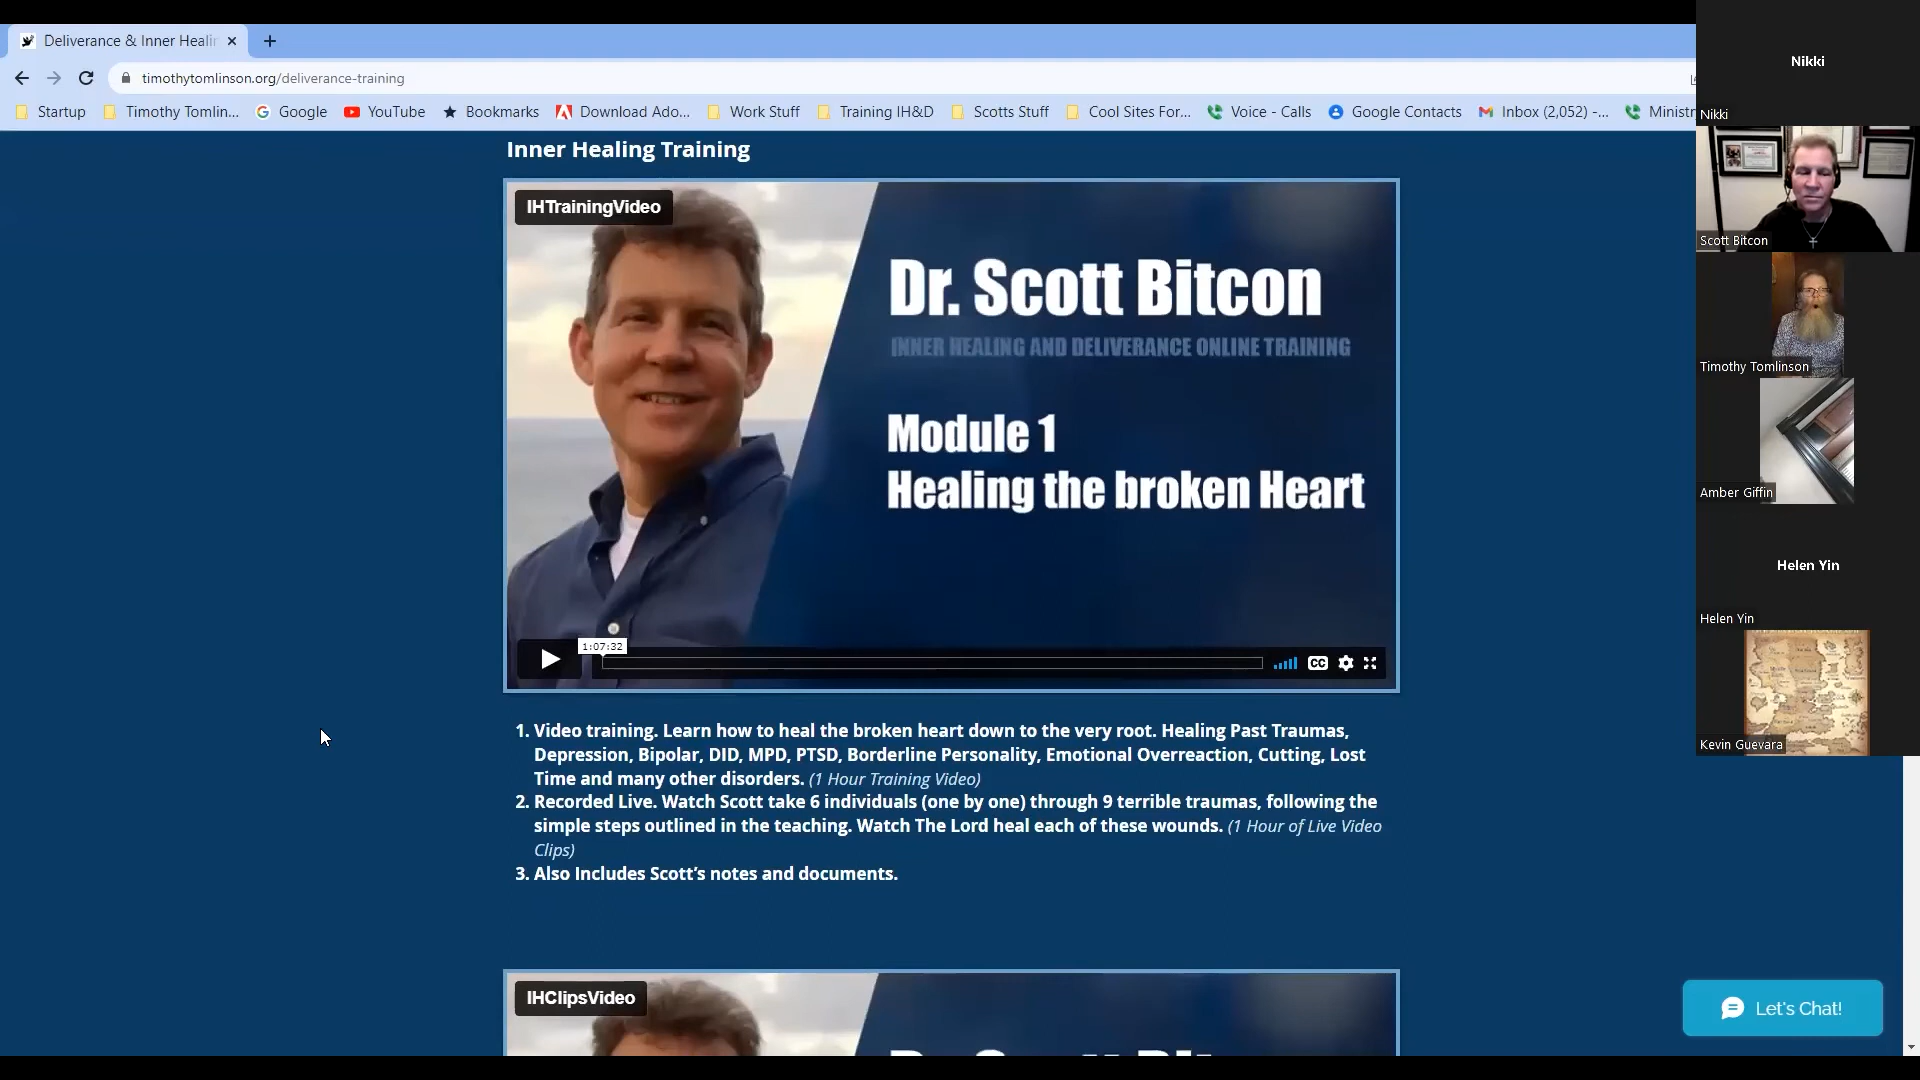 Deliverance & Inner Healin
timothytomlinson.org/deliverance-training
Startup
Timothy Tomlin...
Google
YouTube
Bookmarks
Download Ado...
Work Stuff
Training IH&D
Scotts Stuff
Cool Sites For...
Voice - Calls
Google Contacts
Inbox (2,052) -...
Ministr
Inner Healing Training
IHTrainingVideo
Dr. Scott Bitcon
INNER HEALING AND DELIVERANCE ONLINE TRAINING
Module 1
Healing the broken Heart
1:07:32
CC
1. Video training. Learn how to heal the broken heart down to the very root. Healing Past Traumas,
Depression, Bipolar, DID, MPD, PTSD, Borderline Personality, Emotional Overreaction, Cutting, Lost
Time and many other disorders. (1 Hour Training Video)
2. Recorded Live. Watch Scott take 6 individuals (one by one) through 9 terrible traumas, following the
simple steps outlined in the teaching. Watch The Lord heal each of these wounds. (1 Hour of Live Video
Clips)
3. Also Includes Scott's notes and documents.
IHClipsVideo
Let's Chat!
Nikki
Nikki
Scott Bitcon
Timothy Tomlinson
Amber Giffin
Helen Yin
Helen Yin
Kevin Guevara